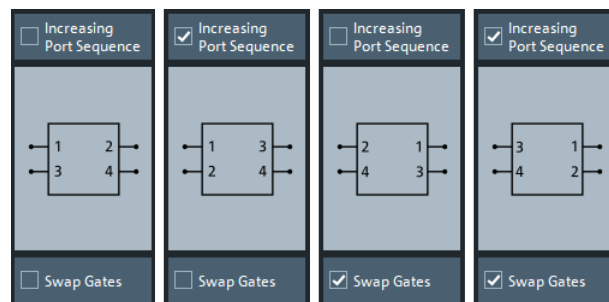 Increasing
Port Sequence
1 2
3 4
Swap Gates
Increasing
Port Sequence
1 3
2 4
Swap Gates
Increasing
Port Sequence
2 1
4 3
Swap Gates
Increasing
Port Sequence
3 1
4 2
Swap Gates